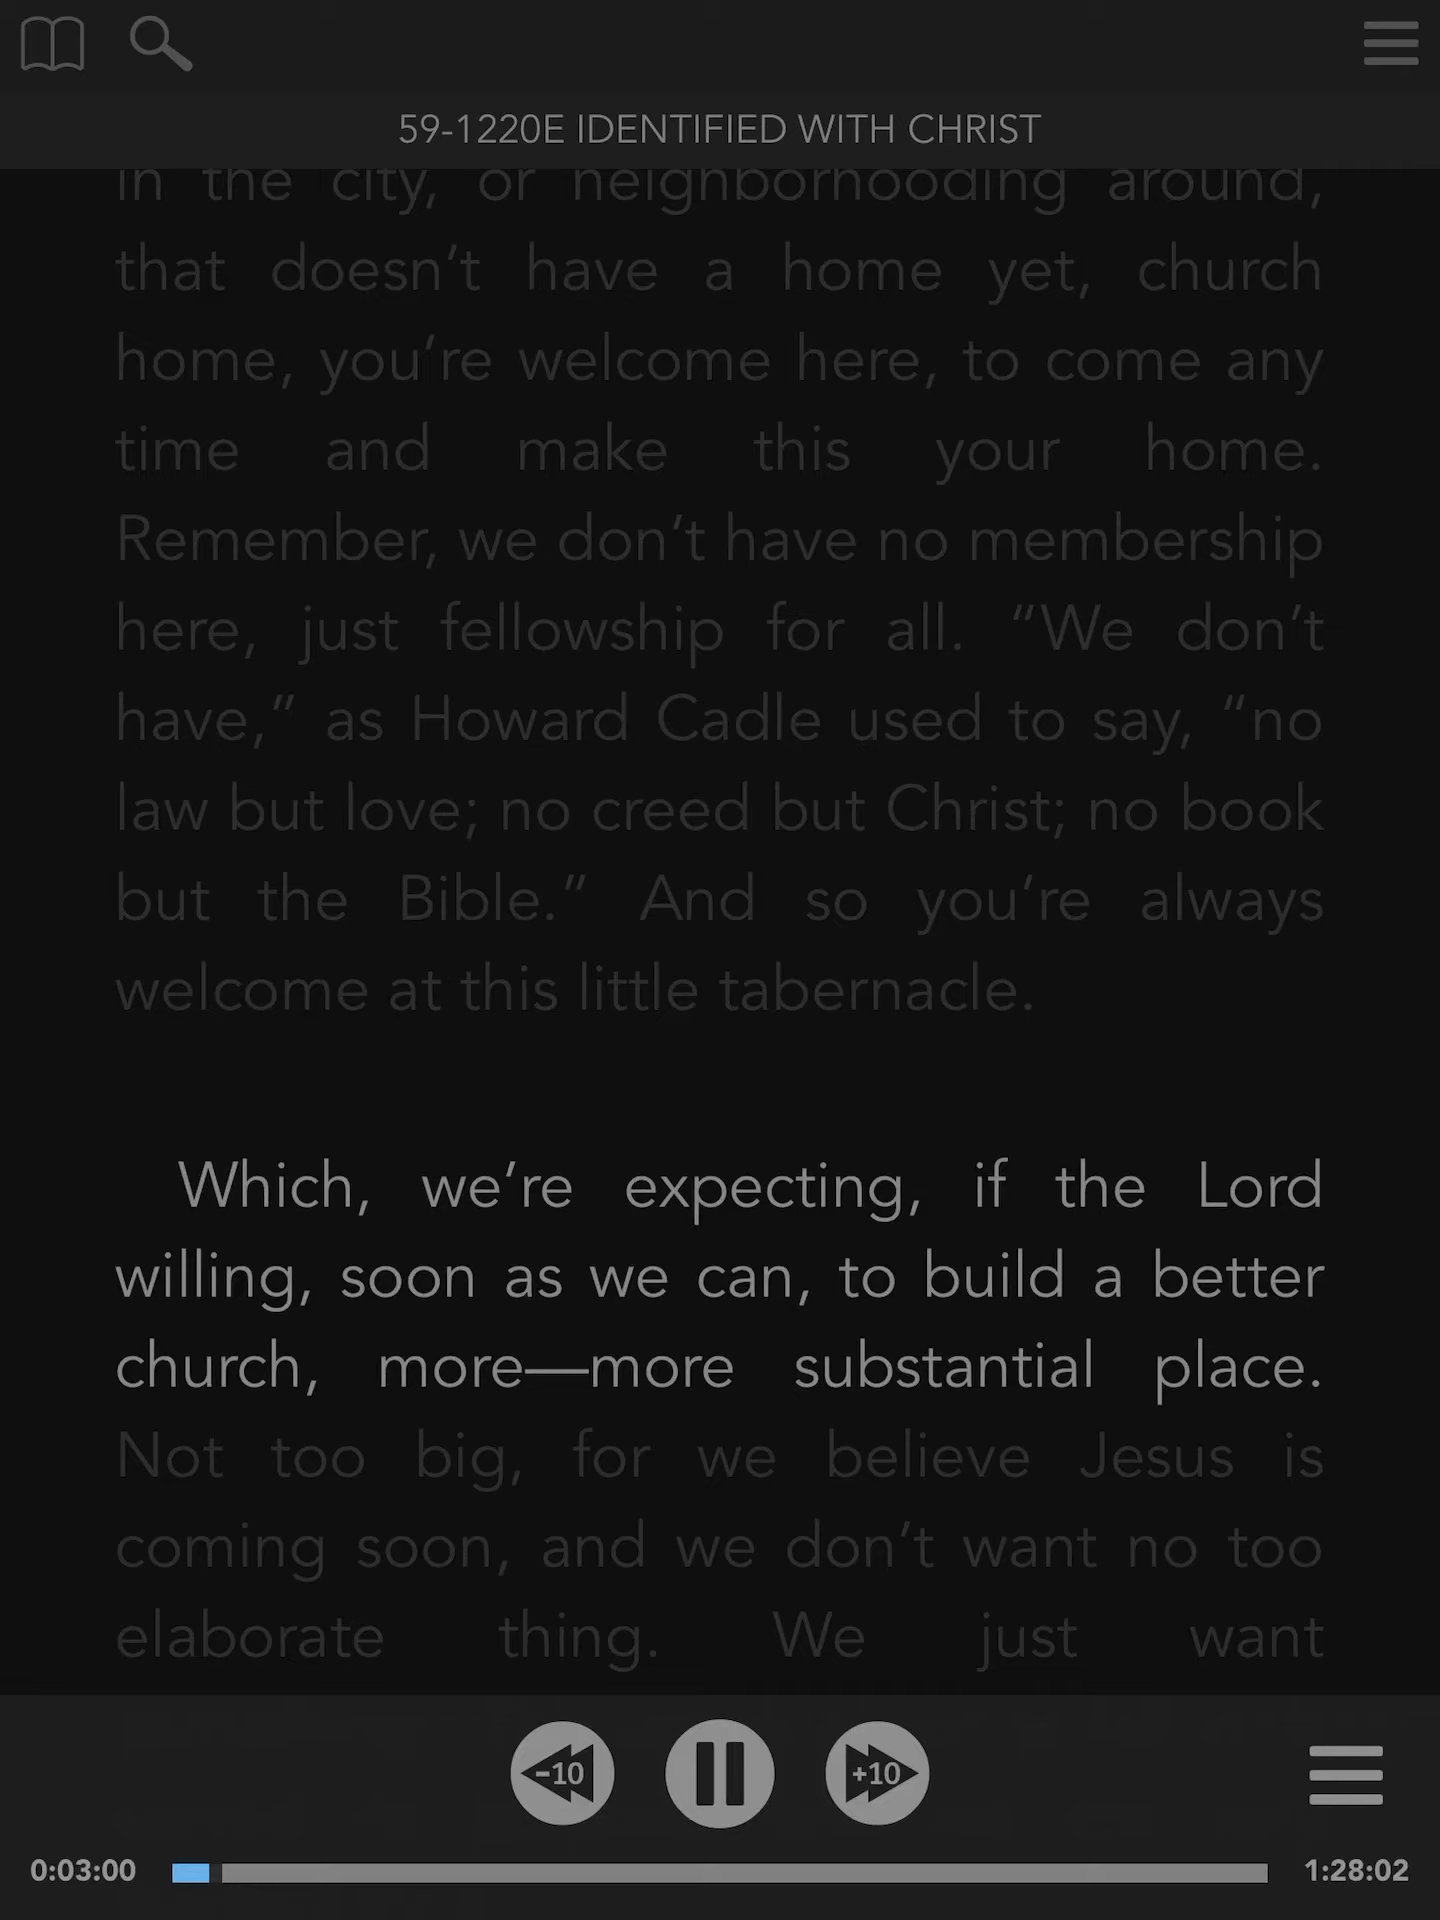 59-1220E IDENTIFIED WITH CHRIST
in the city, or neighborhooding around,
that doesn’t have a home yet, church
home, you’re welcome here, to come any
time and make this your home.
Remember, we don’t have no membership
here, just fellowship for all. “We don’t
have,” as Howard Cadle used to say, “no
law but love; no creed but Christ; no book
but the Bible.” And so you’re always
welcome at this little tabernacle.
Which, we’re expecting, if the Lord
willing, soon as we can, to build a better
church, more—more substantial place.
Not too big, for we believe Jesus is
coming soon, and we don’t want no too
elaborate thing. We just want
-10 +10
0:03:00 1:28:02